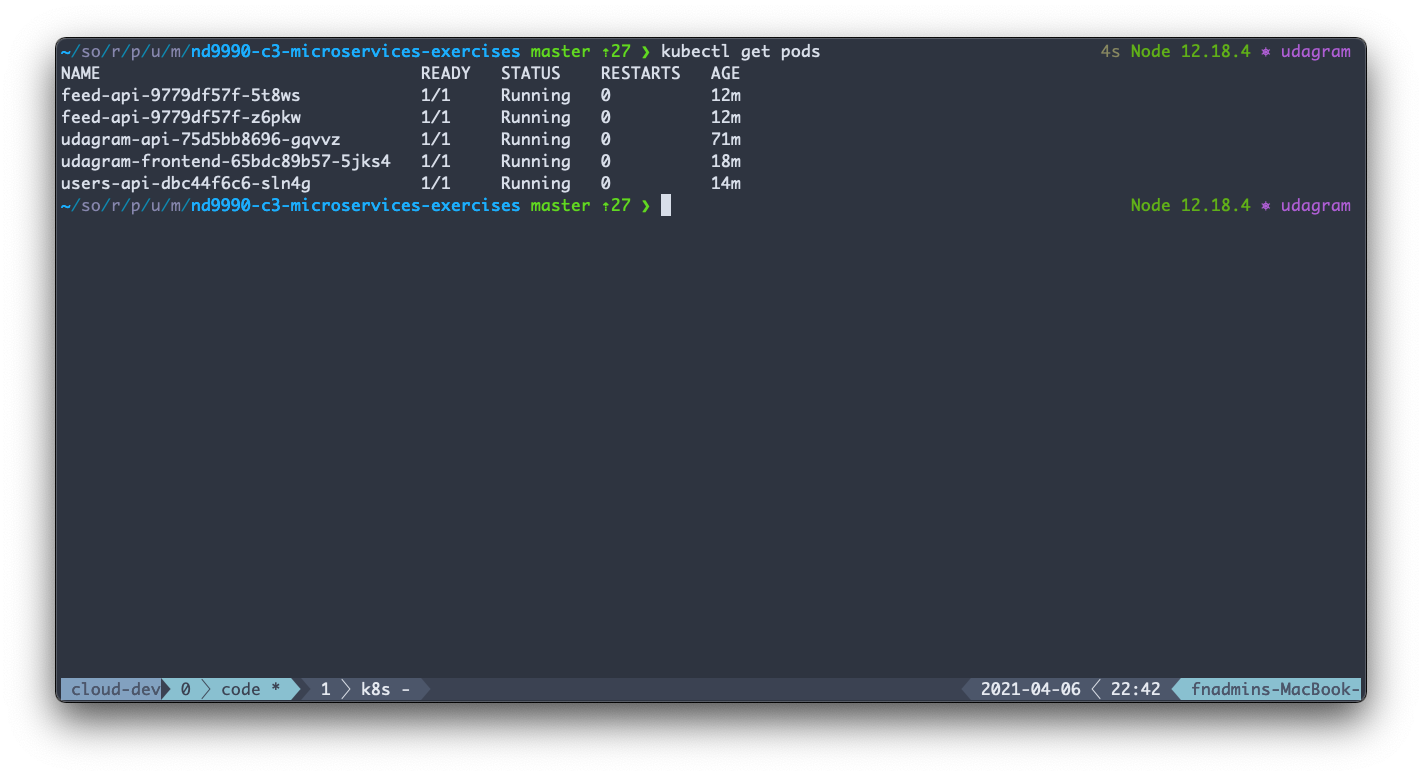 ~/so/r/p/u/m/nd9990-c3-microservices-exercises master ⇡27 ❯ kubectl get pods 4s Node 12.18.4 ⎈ udagram
NAME READY STATUS RESTARTS AGE
feed-api-9779df57f-5t8ws 1/1 Running 0 12m
feed-api-9779df57f-z6pkw 1/1 Running 0 12m
udagram-api-75d5bb8696-gqvvz 1/1 Running 0 71m
udagram-frontend-65bdc89b57-5jks4 1/1 Running 0 18m
users-api-dbc44f6c6-sln4g 1/1 Running 0 14m
~/so/r/p/u/m/nd9990-c3-microservices-exercises master ⇡27 ❯ Node 12.18.4 ⎈ udagram
cloud-dev 0 code * 1 k8s - 2021-04-06 22:42 fnadmins-MacBook-